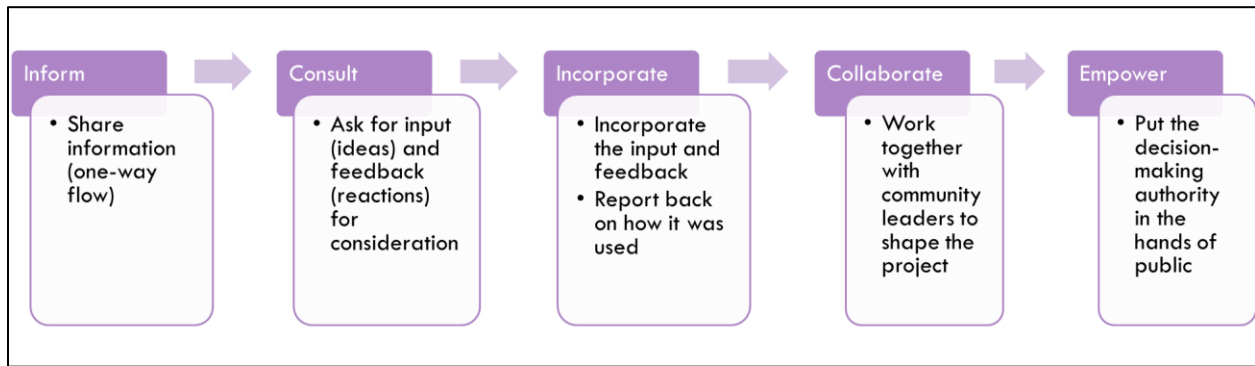 Inform
• Share
information
(one-way
flow)
Consult
• Ask for input
(ideas) and
feedback
(reactions)
for
consideration
Incorporate
• Incorporate
the input and
feedback
• Report back
on how it was
used
Collaborate
• Work
together
with
community
leaders to
shape the
project
Empower
• Put the
decision-
making
authority
in the
hands of
public